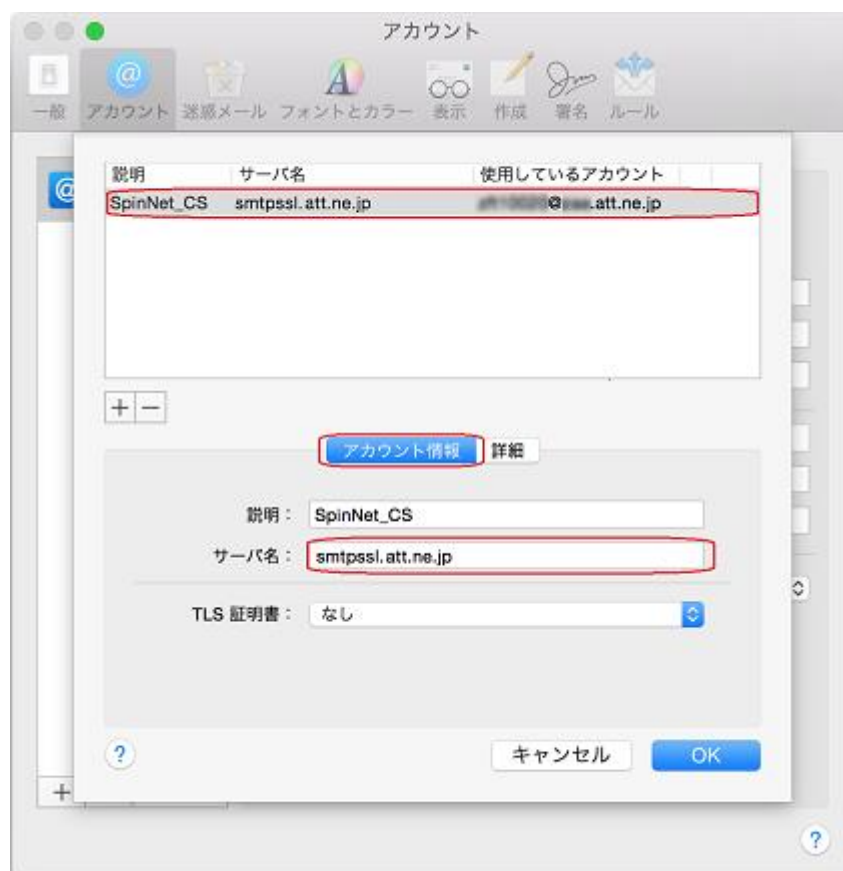 アカウント
一般 アカウント 迷惑メール フォントとカラー 表示 作成 署名 ルール
説明 サーバ名 使用しているアカウント
SpinNet_CS smtpssl.att.ne.jp @ .att.ne.jp
+ −
アカウント情報 詳細
説明： SpinNet_CS
サーバ名： smtpssl.att.ne.jp
TLS 証明書： なし
? キャンセル OK
+
?